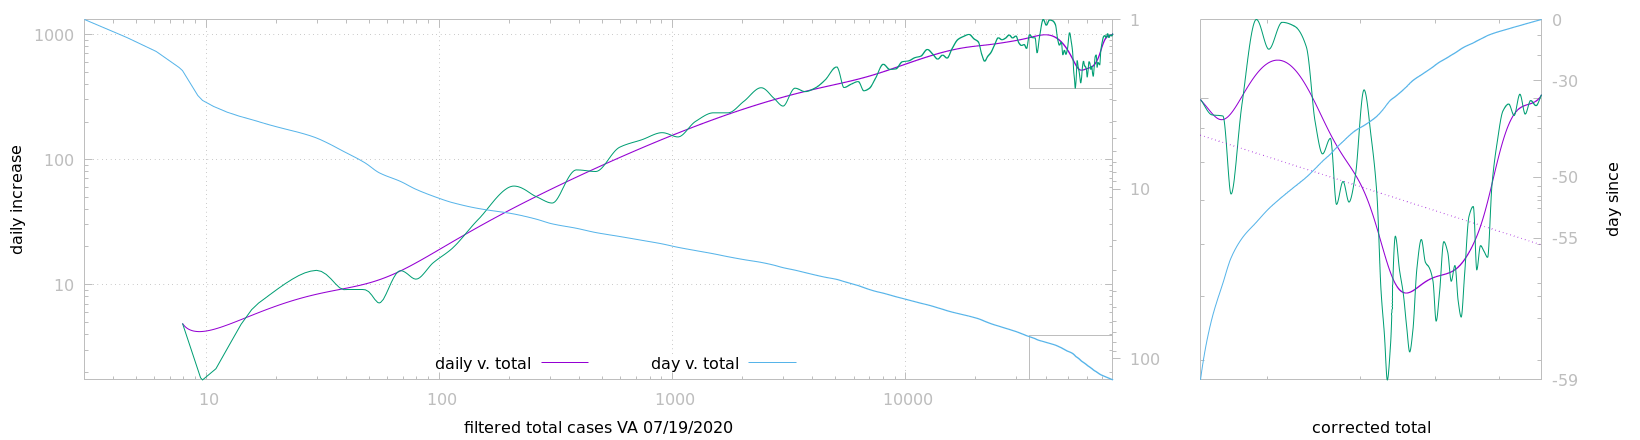 1000
100
10
daily increase
10
100
1000
10000
filtered total cases VA 07/19/2020
daily v. total
day v. total
1
10
100
0
-30
-50
-55
-59
day since
corrected total